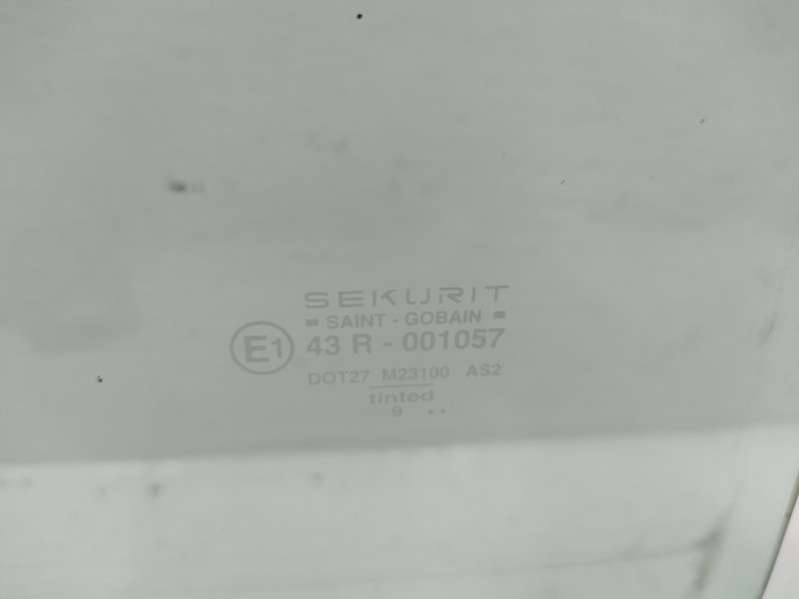 SEKURIT
SAINT - GOBAIN
E1 43 R - 001057
DOT27 M23100 AS2
tinted
9 ..